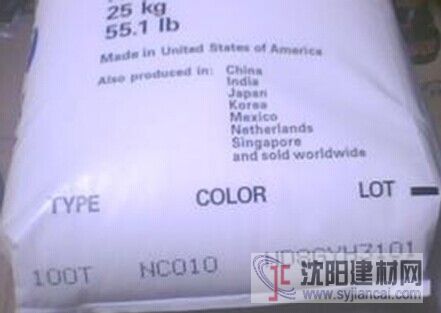 25 kg
55.1 lb
Made in United States of America
Also produced in: China
India
Japan
Korea
Mexico
Netherlands
Singapore
and sold worldwide
TYPE COLOR LOT
100T NC010
沈阳建材网
www.syjiancai.com